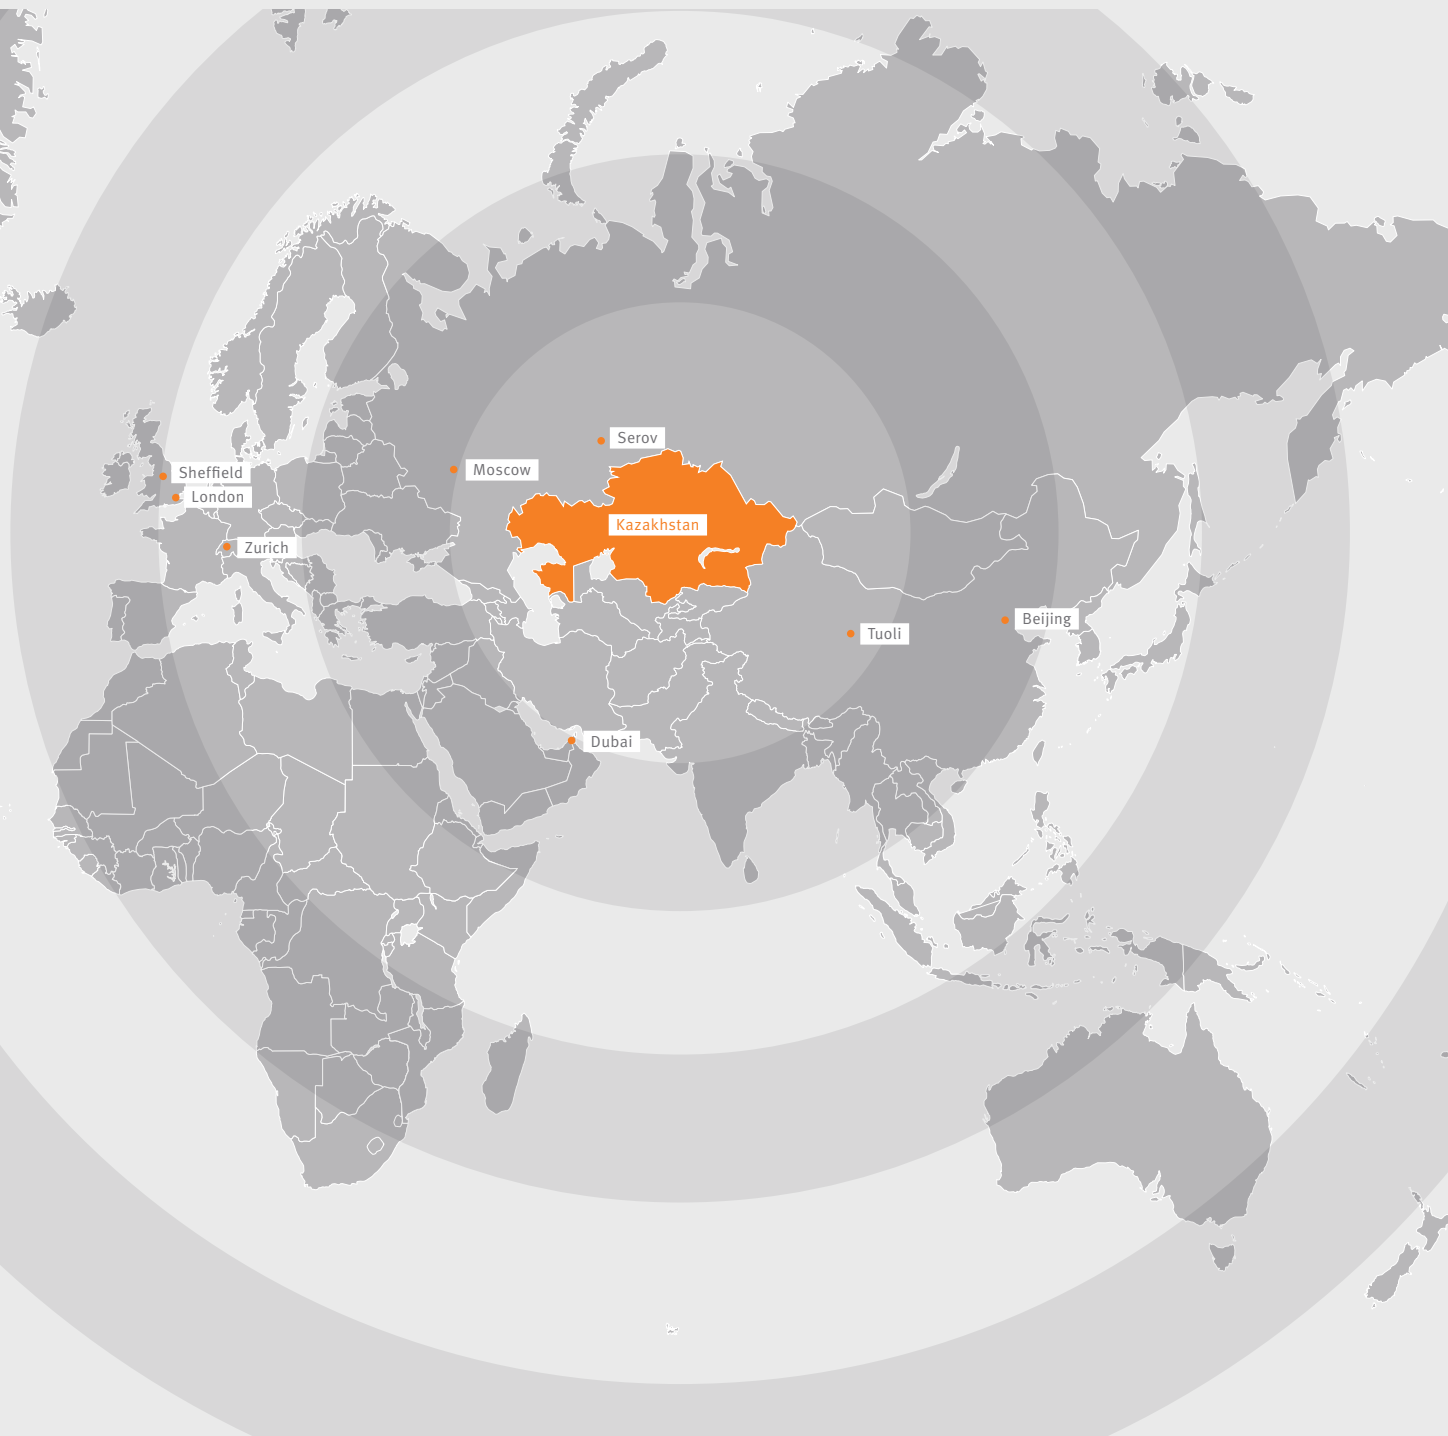 Serov
Moscow
Sheffield
London
Kazakhstan
Zurich
Beijing
Tuoli
Dubai